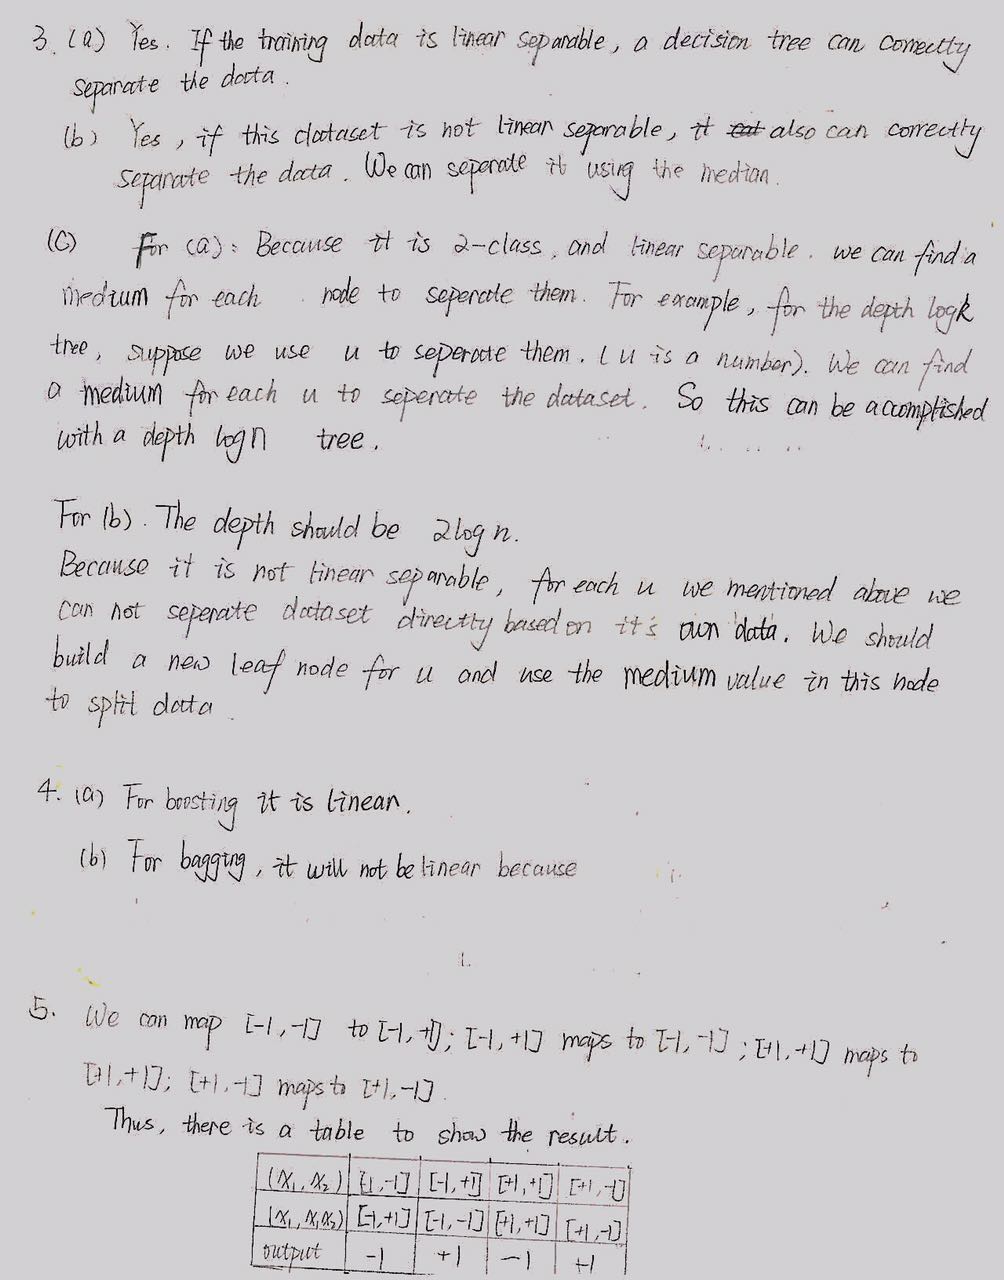 3. (a) Yes. If the training data is linear separable, a decision tree can correctly
separate the data.
(b) Yes, if this dataset is not linear separable, it also can correctly
separate the data. We can seperate it using the median.
(C) For (a): Because it is 2-class, and linear separable. we can find a
medium for each node to seperate them. For example, for the depth logk
tree, suppose we use u to seperate them. (u is a number). We can find
a medium for each u to seperate the dataset. So this can be accomplished
with a depth logn tree.
For (b). The depth should be 2logn.
Because it is not linear separable, for each u we mentioned above we
can not seperate dataset directly based on it's own data. We should
build a new leaf node for u and use the medium value in this node
to split data
4. (a) For boosting it is linear.
(b) For bagging, it will not be linear because
5. We can map [-1, -1] to [-1, +1]; [-1, +1] maps to [-1, -1]; [+1, +1] maps to
[+1, +1]; [+1, -1] maps to [+1, -1].
Thus, there is a table to show the result.
(x₁, x₂) [-1, -1] [-1, +1] [+1, +1] [+1, -1]
(x₁, x₁x₂) [-1, +1] [-1, -1] [+1, +1] [+1, -1]
output -1 +1 -1 +1